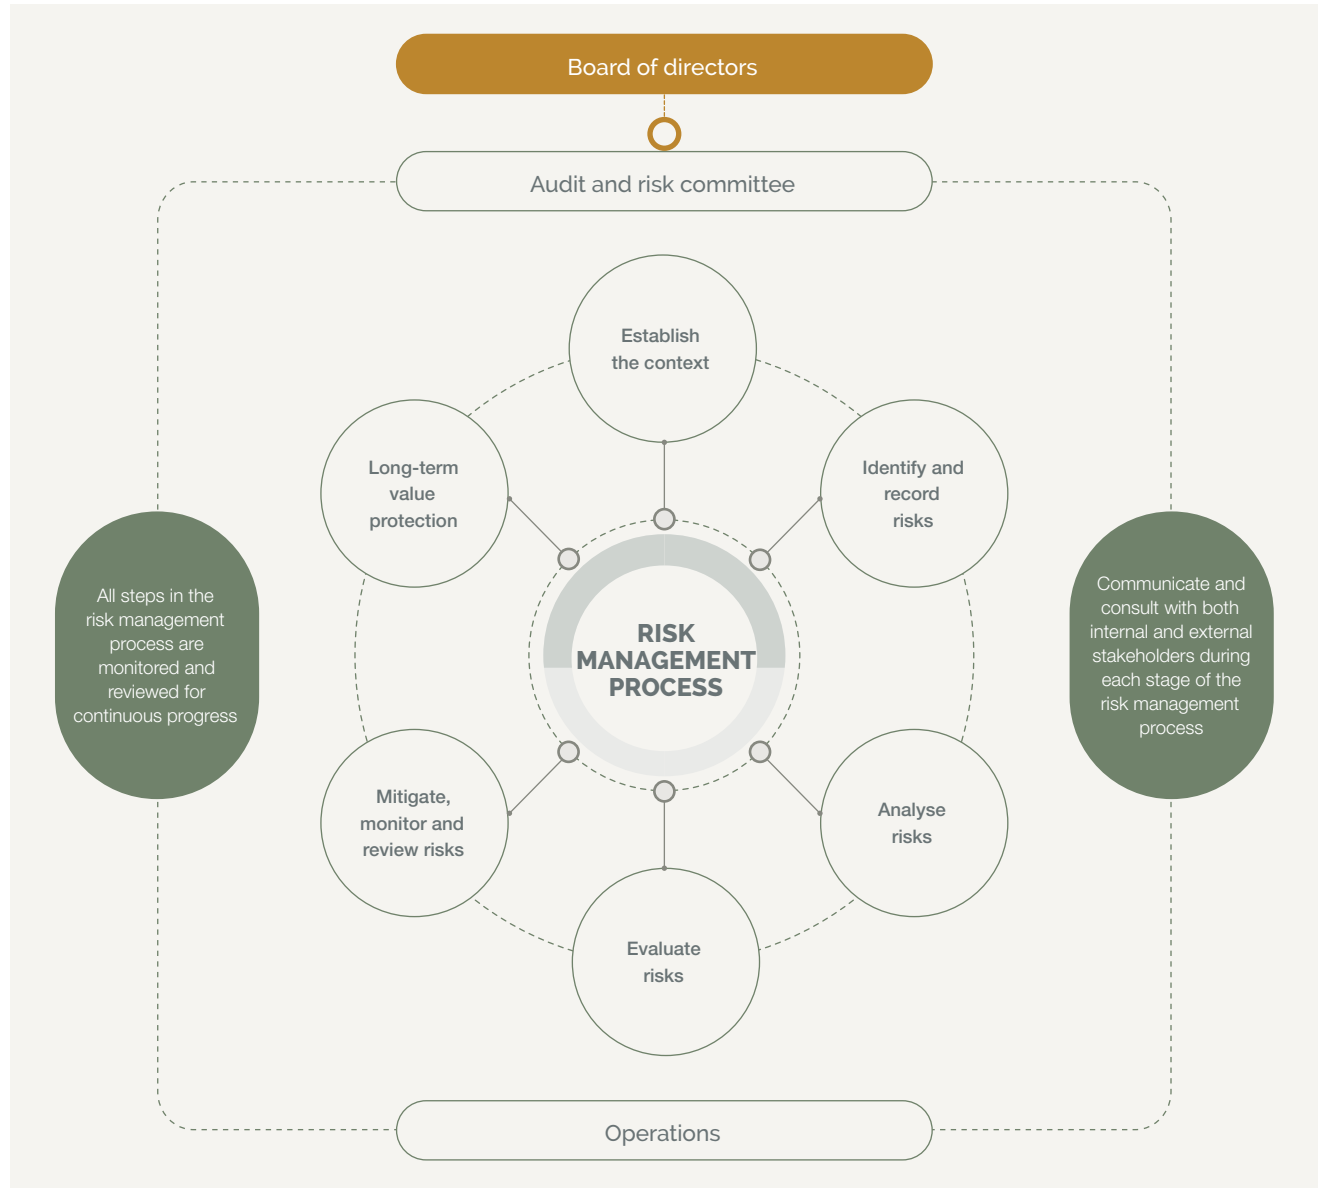 Board of directors
Audit and risk committee
Establish
the context
Long-term
value
protection
Identify and
record
risks
All steps in the
risk management
process are
monitored and
reviewed for
continuous progress
RISK
MANAGEMENT
PROCESS
Communicate and
consult with both
internal and external
stakeholders during
each stage of the
risk management
process
Mitigate,
monitor and
review risks
Analyse
risks
Evaluate
risks
Operations